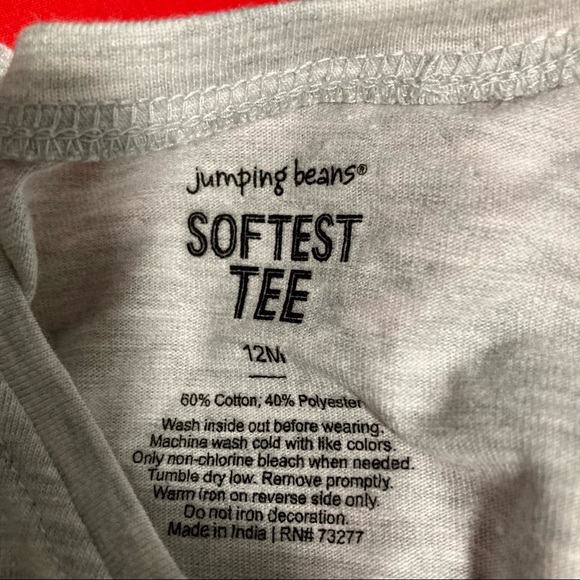 jumping beans®
SOFTEST
TEE
12M
60% Cotton, 40% Polyester
Wash inside out before wearing.
Machine wash cold with like colors.
Only non-chlorine bleach when needed.
Tumble dry low. Remove promptly.
Warm iron on reverse side only.
Do not iron decoration.
Made in India | RN# 73277